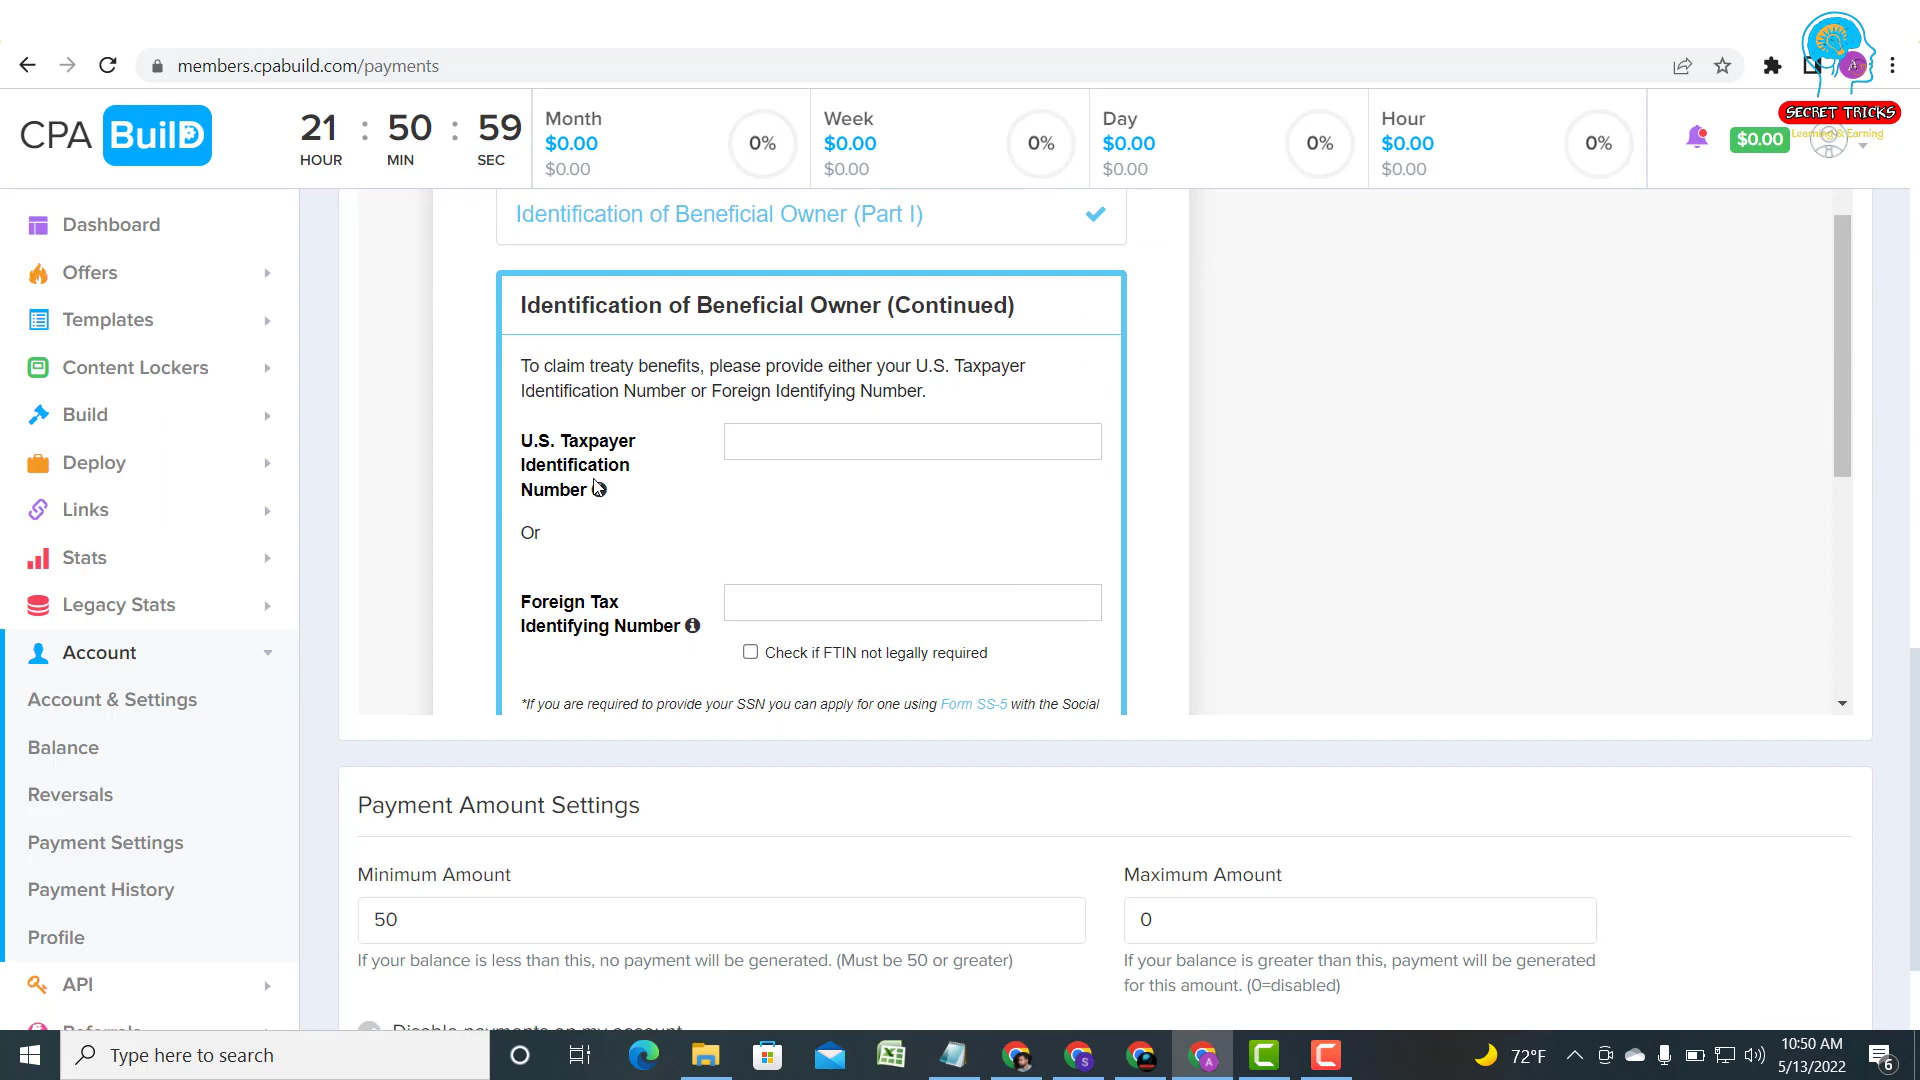 members.cpabuild.com/payments
SECRET TRICKS
Learning & Earning
CPA BuilD
21 : 50 : 59
HOUR MIN SEC
Month
$0.00
$0.00
0%
Week
$0.00
$0.00
0%
Day
$0.00
$0.00
0%
Hour
$0.00
$0.00
0%
$0.00
Dashboard
Offers
Templates
Content Lockers
Build
Deploy
Links
Stats
Legacy Stats
Account
Account & Settings
Balance
Reversals
Payment Settings
Payment History
Profile
API
Referrals
Identification of Beneficial Owner (Part I)
Identification of Beneficial Owner (Continued)
To claim treaty benefits, please provide either your U.S. Taxpayer
Identification Number or Foreign Identifying Number.
U.S. Taxpayer
Identification
Number
Or
Foreign Tax
Identifying Number
Check if FTIN not legally required
*If you are required to provide your SSN you can apply for one using Form SS-5 with the Social
Payment Amount Settings
Minimum Amount
50
If your balance is less than this, no payment will be generated. (Must be 50 or greater)
Maximum Amount
0
If your balance is greater than this, payment will be generated
for this amount. (0=disabled)
Disable payments on my account
Type here to search
72°F
10:50 AM
5/13/2022
6